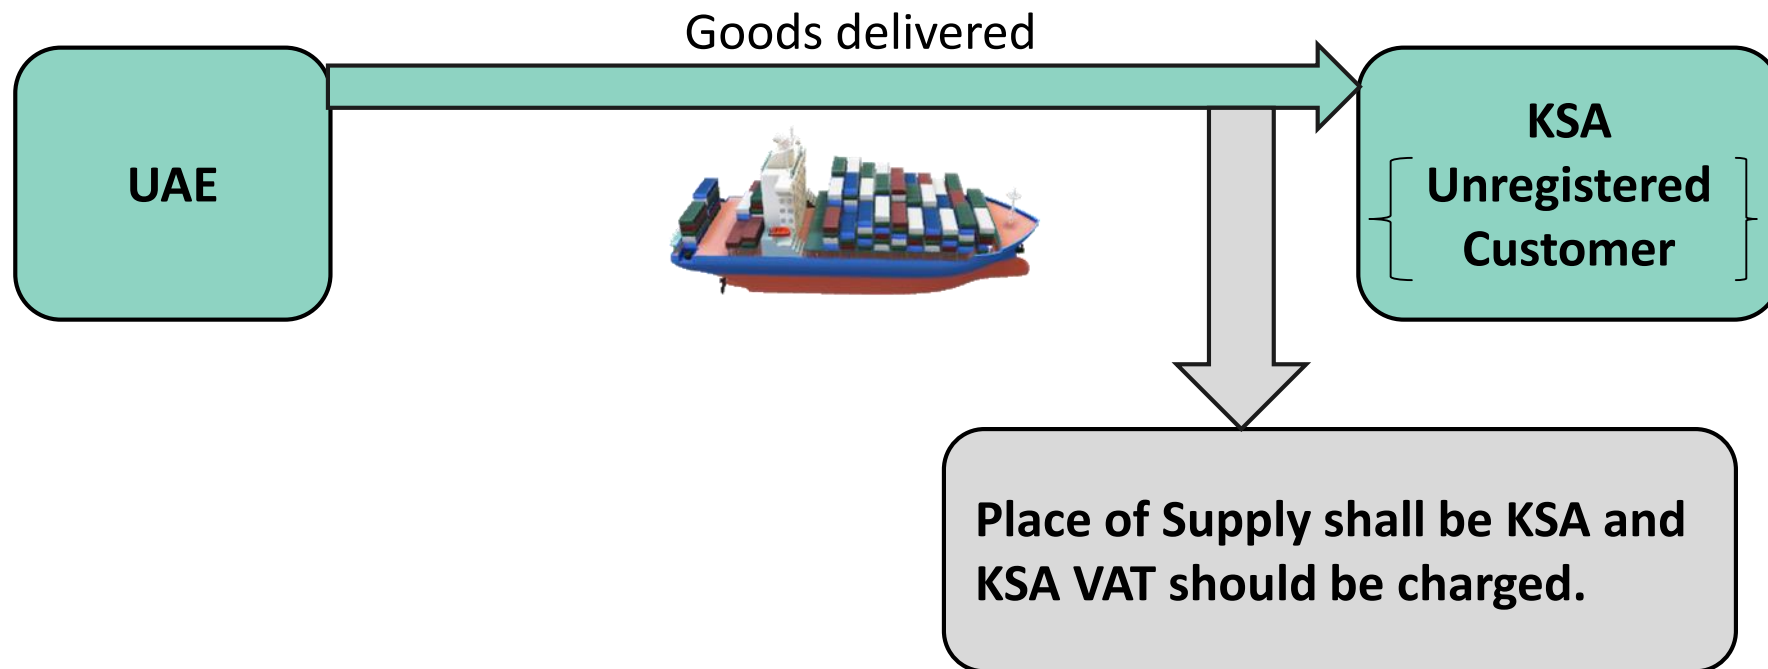 Goods delivered
UAE
KSA
Unregistered
Customer
Place of Supply shall be KSA and
KSA VAT should be charged.